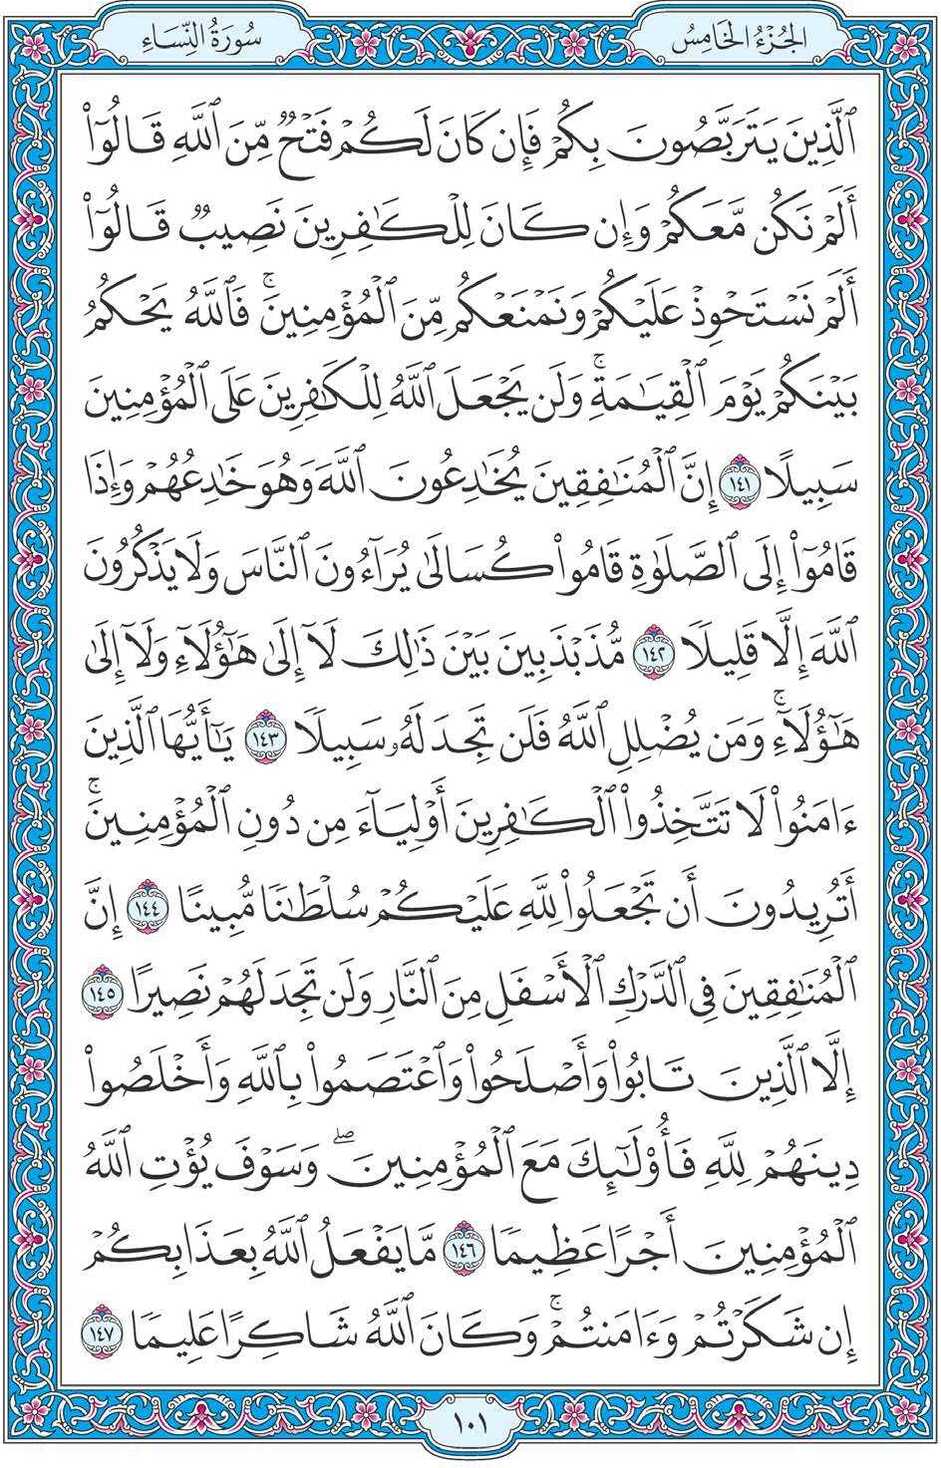 الجُزْءُ الخَامِسُ
سُورَةُ النِّسَاءِ
ٱلَّذِينَ يَتَرَبَّصُونَ بِكُمْ فَإِن كَانَ لَكُمْ فَتْحٌ مِّنَ ٱللَّهِ قَالُوٓا۟
أَلَمْ نَكُن مَّعَكُمْ وَإِن كَانَ لِلْكَـٰفِرِينَ نَصِيبٌ قَالُوٓا۟
أَلَمْ نَسْتَحْوِذْ عَلَيْكُمْ وَنَمْنَعْكُم مِّنَ ٱلْمُؤْمِنِينَ ۚ فَٱللَّهُ يَحْكُمُ
بَيْنَكُمْ يَوْمَ ٱلْقِيَـٰمَةِ ۗ وَلَن يَجْعَلَ ٱللَّهُ لِلْكَـٰفِرِينَ عَلَى ٱلْمُؤْمِنِينَ
سَبِيلًا ١٤١ إِنَّ ٱلْمُنَـٰفِقِينَ يُخَـٰدِعُونَ ٱللَّهَ وَهُوَ خَـٰدِعُهُمْ وَإِذَا
قَامُوٓا۟ إِلَى ٱلصَّلَوٰةِ قَامُوا۟ كُسَالَىٰ يُرَآءُونَ ٱلنَّاسَ وَلَا يَذْكُرُونَ
ٱللَّهَ إِلَّا قَلِيلًا ١٤٢ مُّذَبْذَبِينَ بَيْنَ ذَٰلِكَ لَآ إِلَىٰ هَـٰٓؤُلَآءِ وَلَآ إِلَىٰ
هَـٰٓؤُلَآءِ ۚ وَمَن يُضْلِلِ ٱللَّهُ فَلَن تَجِدَ لَهُۥ سَبِيلًا ١٤٣ يَـٰٓأَيُّهَا ٱلَّذِينَ
ءَامَنُوا۟ لَا تَتَّخِذُوا۟ ٱلْكَـٰفِرِينَ أَوْلِيَآءَ مِن دُونِ ٱلْمُؤْمِنِينَ ۚ
أَتُرِيدُونَ أَن تَجْعَلُوا۟ لِلَّهِ عَلَيْكُمْ سُلْطَـٰنًا مُّبِينًا ١٤٤ إِنَّ
ٱلْمُنَـٰفِقِينَ فِى ٱلدَّرْكِ ٱلْأَسْفَلِ مِنَ ٱلنَّارِ وَلَن تَجِدَ لَهُمْ نَصِيرًا ١٤٥
إِلَّا ٱلَّذِينَ تَابُوا۟ وَأَصْلَحُوا۟ وَٱعْتَصَمُوا۟ بِٱللَّهِ وَأَخْلَصُوا۟
دِينَهُمْ لِلَّهِ فَأُو۟لَـٰٓئِكَ مَعَ ٱلْمُؤْمِنِينَ ۖ وَسَوْفَ يُؤْتِ ٱللَّهُ
ٱلْمُؤْمِنِينَ أَجْرًا عَظِيمًا ١٤٦ مَّا يَفْعَلُ ٱللَّهُ بِعَذَابِكُمْ
إِن شَكَرْتُمْ وَءَامَنتُمْ ۚ وَكَانَ ٱللَّهُ شَاكِرًا عَلِيمًا ١٤٧
١٠١